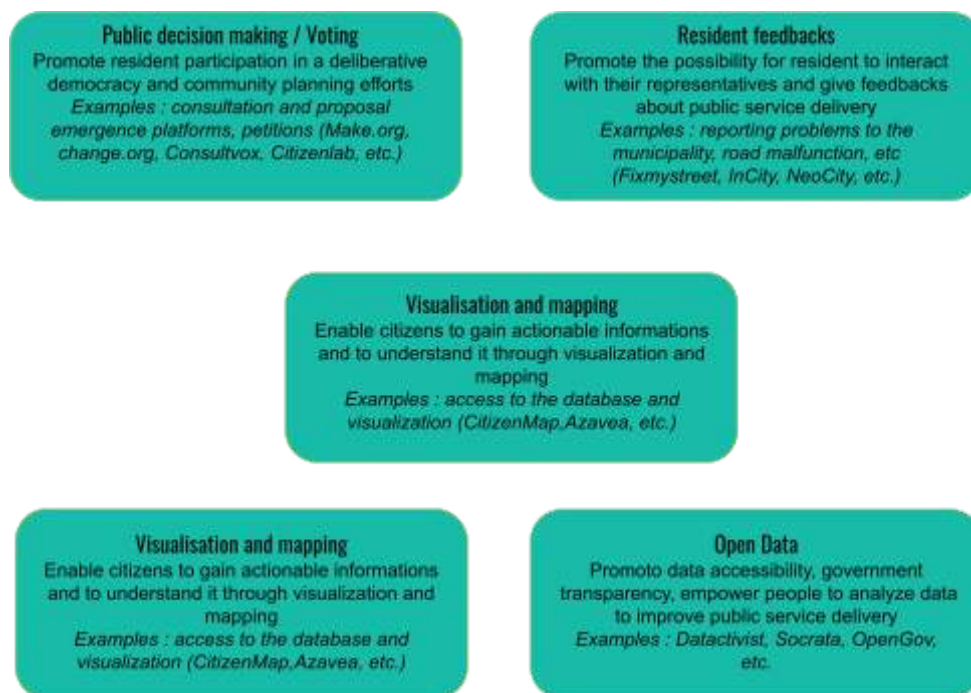 Public decision making / Voting
Promote resident participation in a deliberative
democracy and community planning efforts
Examples : consultation and proposal
emergence platforms, petitions (Make.org,
change.org, Consultvox, Citizenlab, etc.)
Resident feedbacks
Promote the possibility for resident to interact
with their representatives and give feedbacks
about public service delivery
Examples : reporting problems to the
municipality, road malfunction, etc
(Fixmystreet, InCity, NeoCity, etc.)
Visualisation and mapping
Enable citizens to gain actionable informations
and to understand it through visualization and
mapping
Examples : access to the database and
visualization (CitizenMap,Azavea, etc.)
Visualisation and mapping
Enable citizens to gain actionable informations
and to understand it through visualization and
mapping
Examples : access to the database and
visualization (CitizenMap,Azavea, etc.)
Open Data
Promoto data accessibility, government
transparency, empower people to analyze data
to improve public service delivery
Examples : Datactivist, Socrata, OpenGov,
etc.